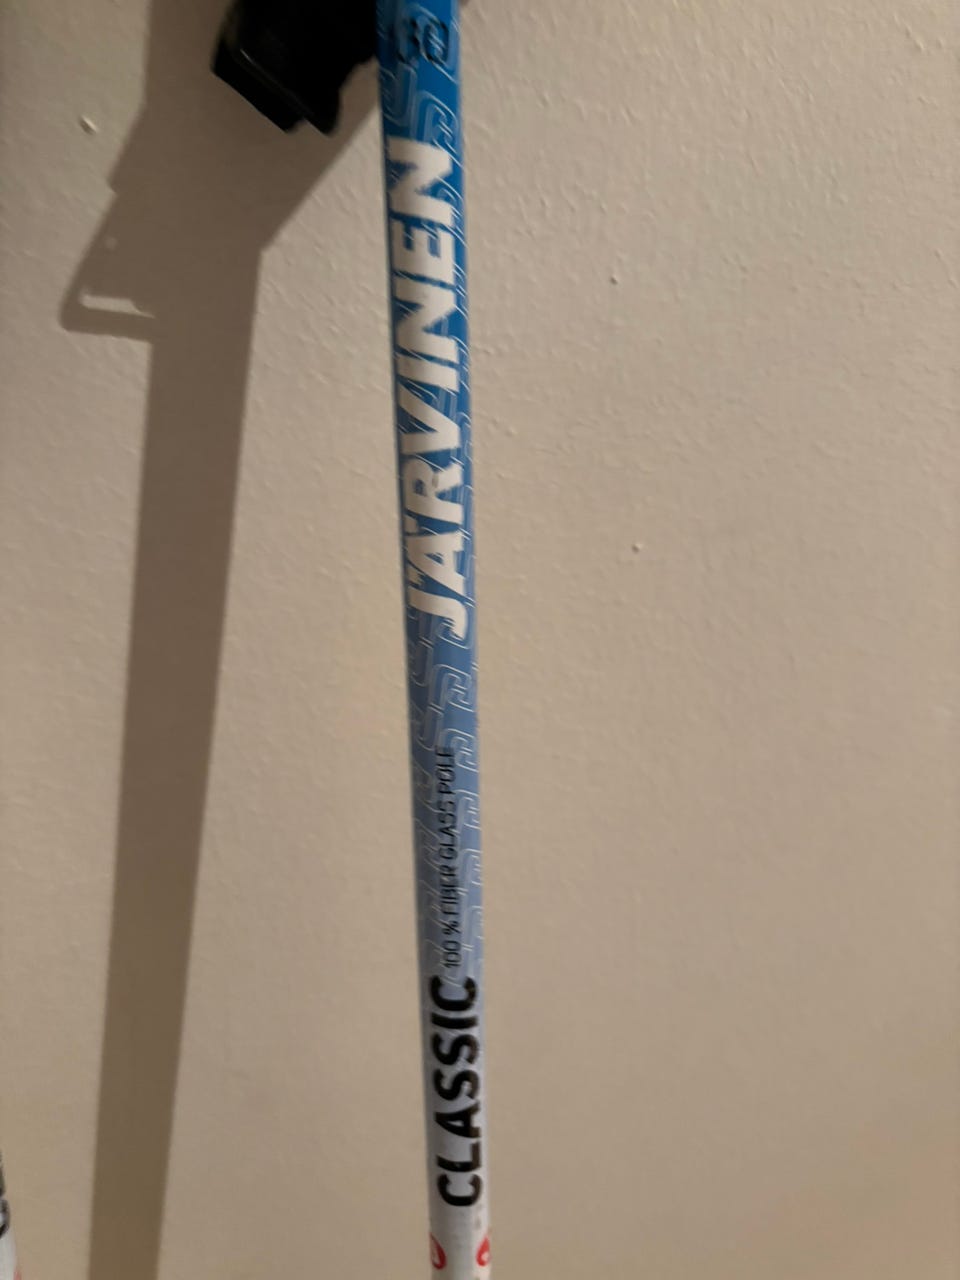 JÄRVINEN
100 % FIBER GLASS POLE
CLASSIC